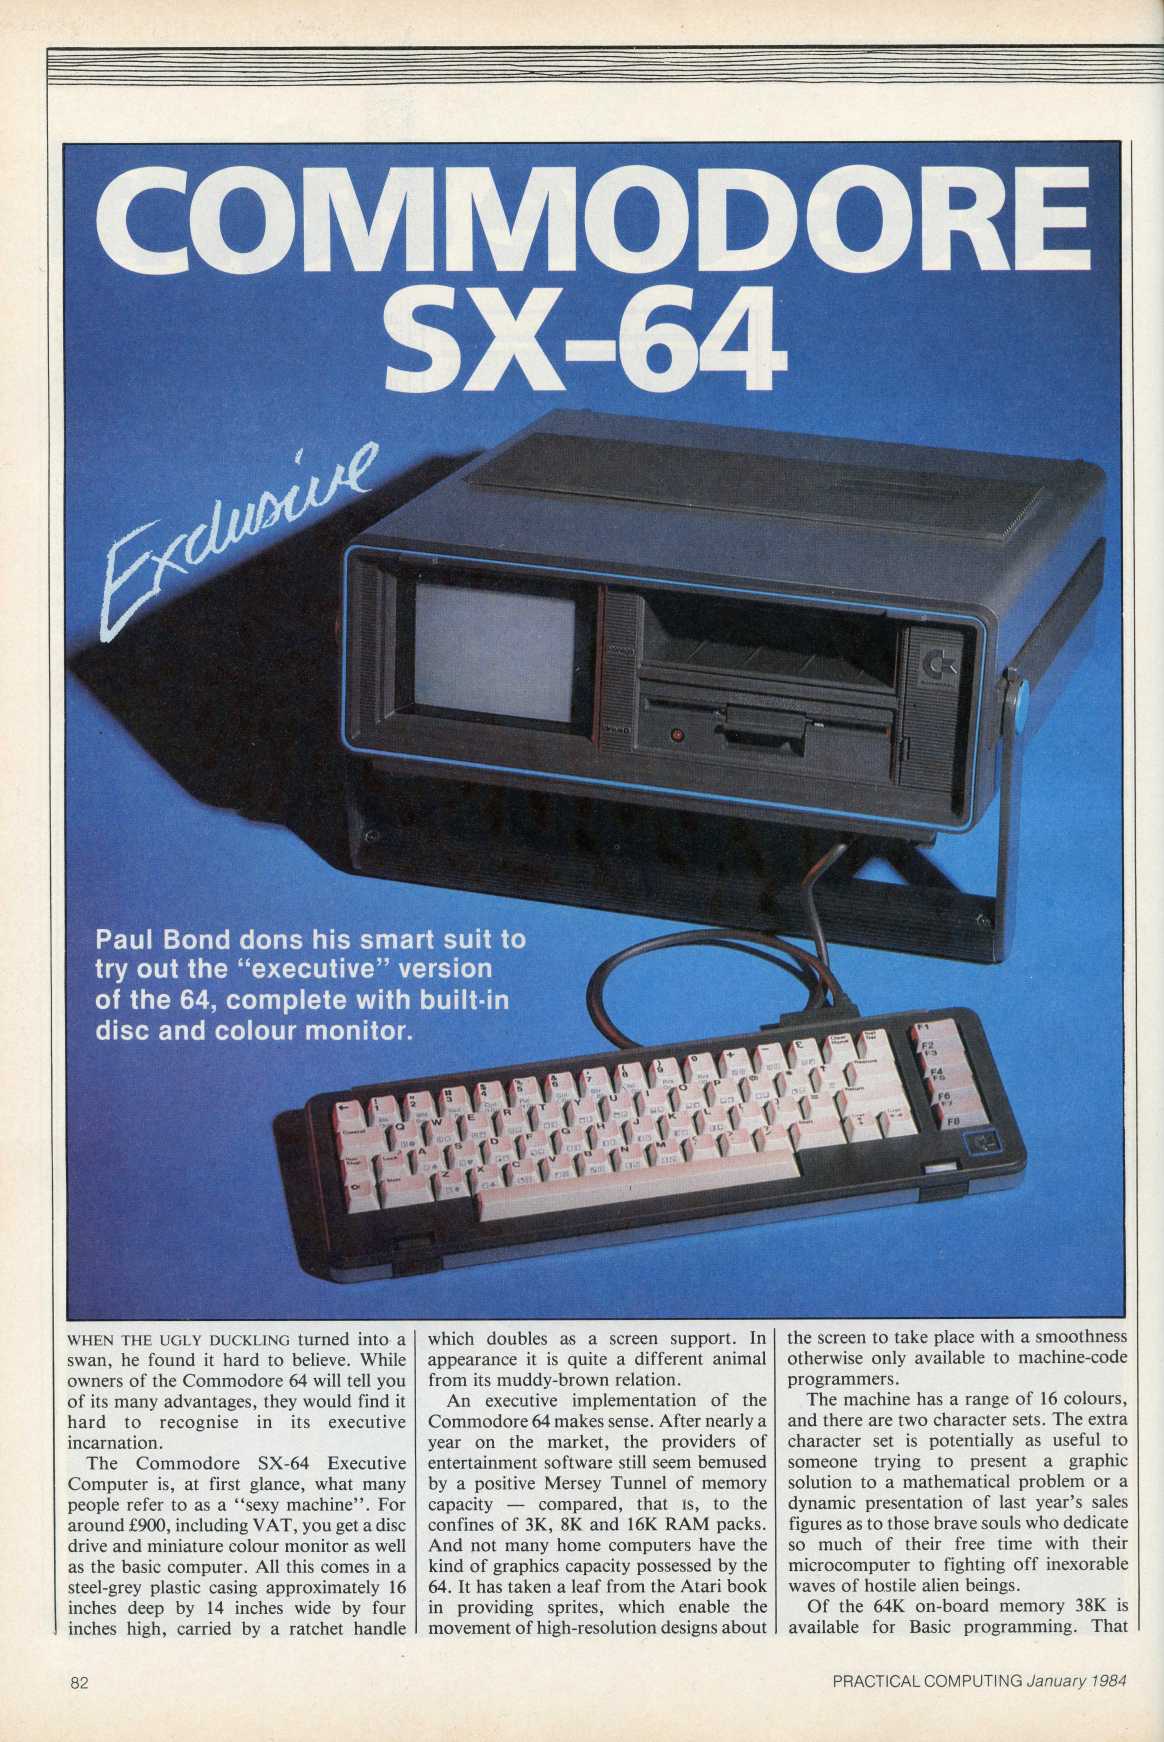 COMMODORE
SX-64
Exclusive
Paul Bond dons his smart suit to
try out the “executive” version
of the 64, complete with built-in
disc and colour monitor.
WHEN THE UGLY DUCKLING turned into a
swan, he found it hard to believe. While
owners of the Commodore 64 will tell you
of its many advantages, they would find it
hard to recognise in its executive
incarnation.
The Commodore SX-64 Executive
Computer is, at first glance, what many
people refer to as a “sexy machine”. For
around £900, including VAT, you get a disc
drive and miniature colour monitor as well
as the basic computer. All this comes in a
steel-grey plastic casing approximately 16
inches deep by 14 inches wide by four
inches high, carried by a ratchet handle
which doubles as a screen support. In
appearance it is quite a different animal
from its muddy-brown relation.
An executive implementation of the
Commodore 64 makes sense. After nearly a
year on the market, the providers of
entertainment software still seem bemused
by a positive Mersey Tunnel of memory
capacity — compared, that is, to the
confines of 3K, 8K and 16K RAM packs.
And not many home computers have the
kind of graphics capacity possessed by the
64. It has taken a leaf from the Atari book
in providing sprites, which enable the
movement of high-resolution designs about
the screen to take place with a smoothness
otherwise only available to machine-code
programmers.
The machine has a range of 16 colours,
and there are two character sets. The extra
character set is potentially as useful to
someone trying to present a graphic
solution to a mathematical problem or a
dynamic presentation of last year's sales
figures as to those brave souls who dedicate
so much of their free time with their
microcomputer to fighting off inexorable
waves of hostile alien beings.
Of the 64K on-board memory 38K is
available for Basic programming. That
82
PRACTICAL COMPUTING January 1984
F1
F2
F3
F4
F5
F6
F7
F8